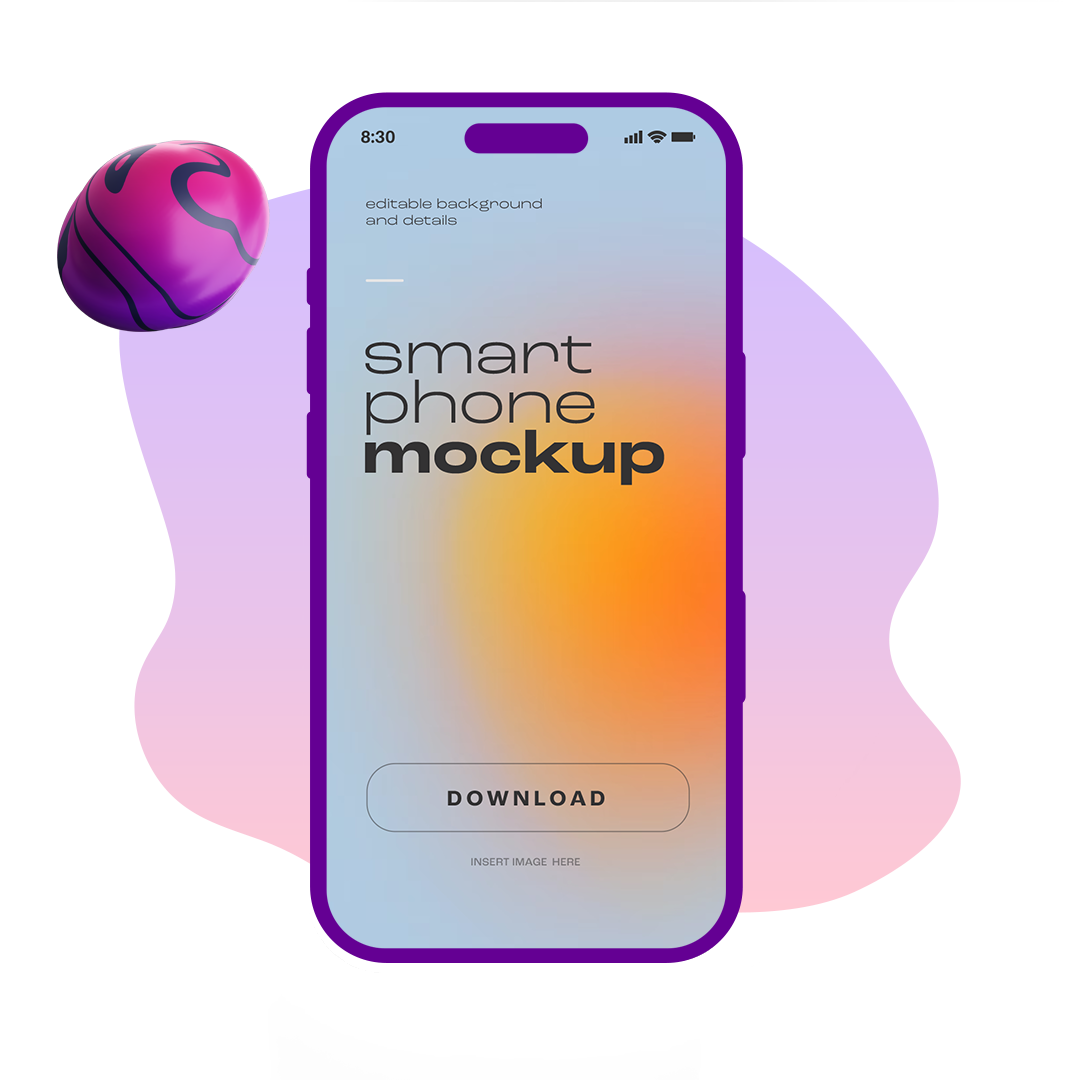 8:30
editable background
and details
smart
phone
mockup
DOWNLOAD
INSERT IMAGE HERE